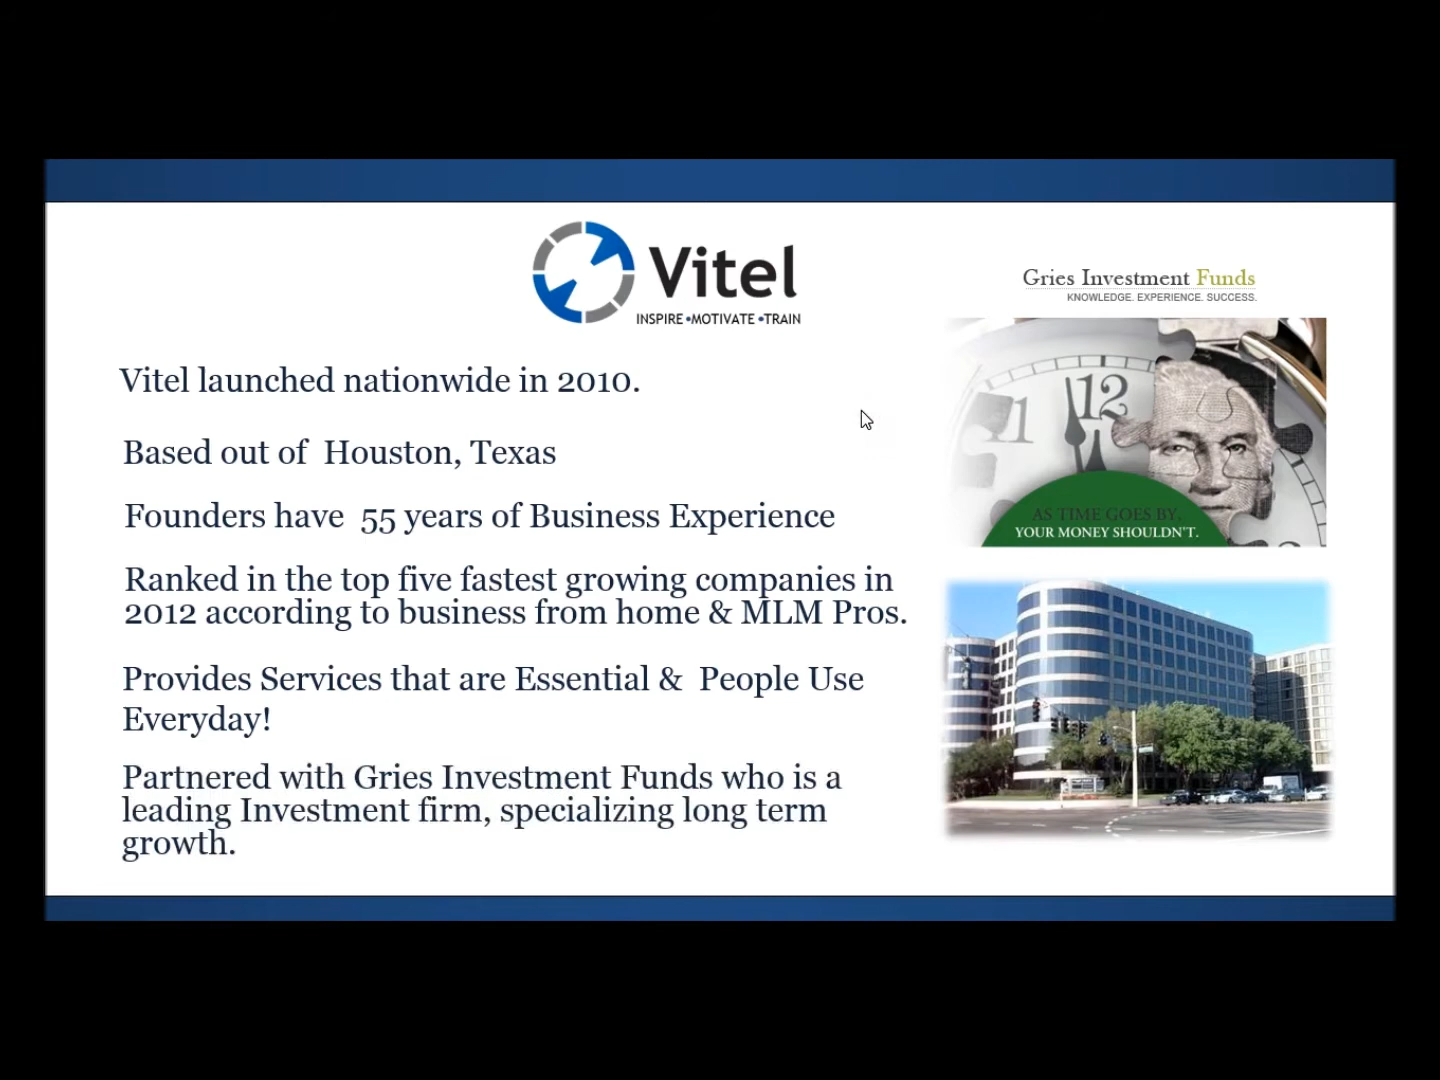 Vitel
INSPIRE •MOTIVATE •TRAIN
Gries Investment Funds
KNOWLEDGE. EXPERIENCE. SUCCESS.
Vitel launched nationwide in 2010.
Based out of  Houston, Texas
Founders have  55 years of Business Experience
Ranked in the top five fastest growing companies in
2012 according to business from home & MLM Pros.
Provides Services that are Essential &  People Use
Everyday!
Partnered with Gries Investment Funds who is a
leading Investment firm, specializing long term
growth.
11
12
AS TIME GOES BY,
YOUR MONEY SHOULDN'T.